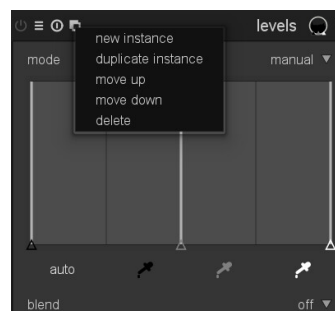 levels
new instance
duplicate instance
move up
move down
delete
mode
manual
auto
blend
off